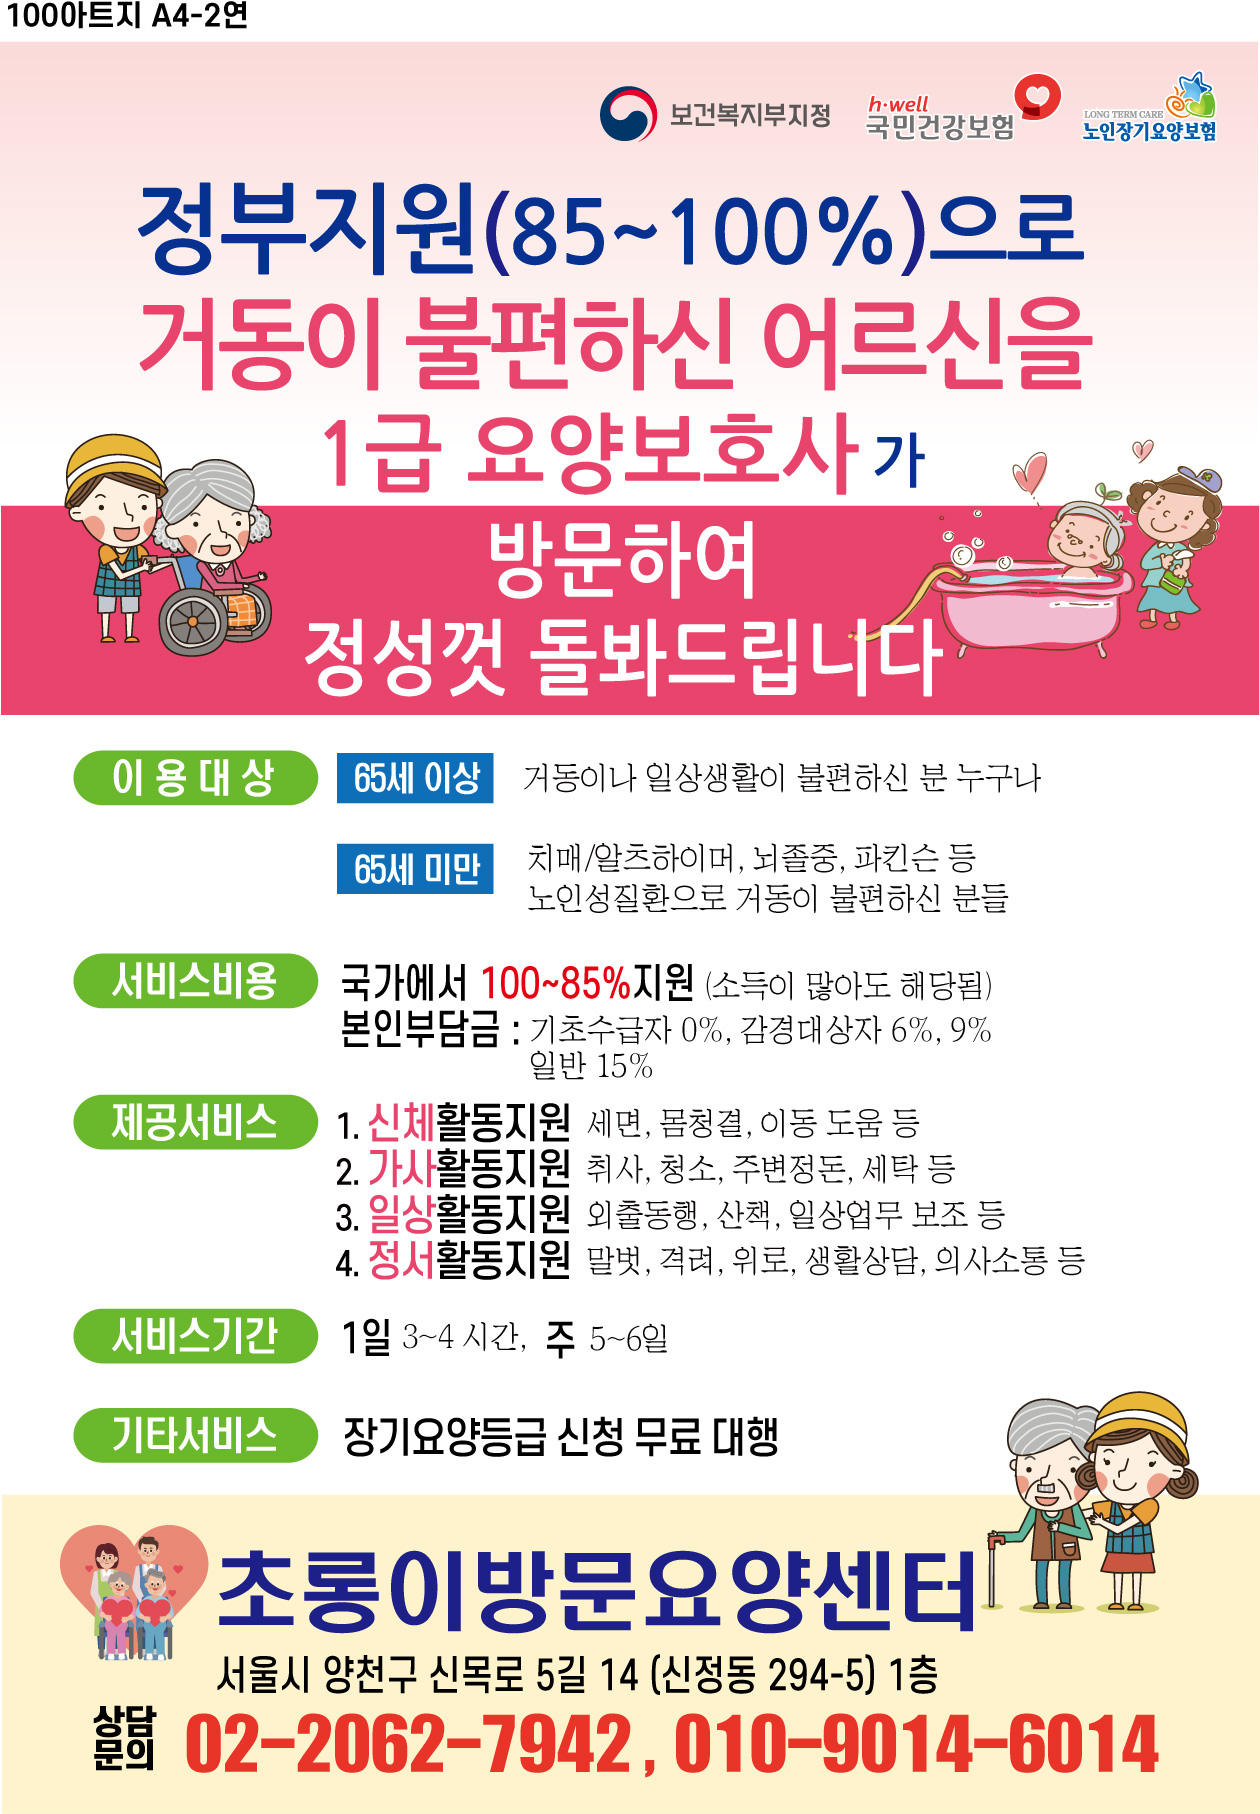 100아트지 A4-2연
보건복지부지정
h·well
국민건강보험
LONG TERM CARE
노인장기요양보험
정부지원(85~100%)으로
거동이 불편하신 어르신을
1급 요양보호사 가
방문하여
정성껏 돌봐드립니다
이 용 대 상
65세 이상 거동이나 일상생활이 불편하신 분 누구나
65세 미만 치매/알츠하이머, 뇌졸중, 파킨슨 등
노인성질환으로 거동이 불편하신 분들
서비스비용 국가에서 100~85%지원 (소득이 많아도 해당됨)
본인부담금 : 기초수급자 0%, 감경대상자 6%, 9%
일반 15%
제공서비스 1. 신체활동지원 세면, 몸청결, 이동 도움 등
2. 가사활동지원 취사, 청소, 주변정돈, 세탁 등
3. 일상활동지원 외출동행, 산책, 일상업무 보조 등
4. 정서활동지원 말벗, 격려, 위로, 생활상담, 의사소통 등
서비스기간 1일 3~4 시간, 주 5~6일
기타서비스 장기요양등급 신청 무료 대행
초롱이방문요양센터
서울시 양천구 신목로 5길 14 (신정동 294-5) 1층
상담
문의
02-2062-7942, 010-9014-6014